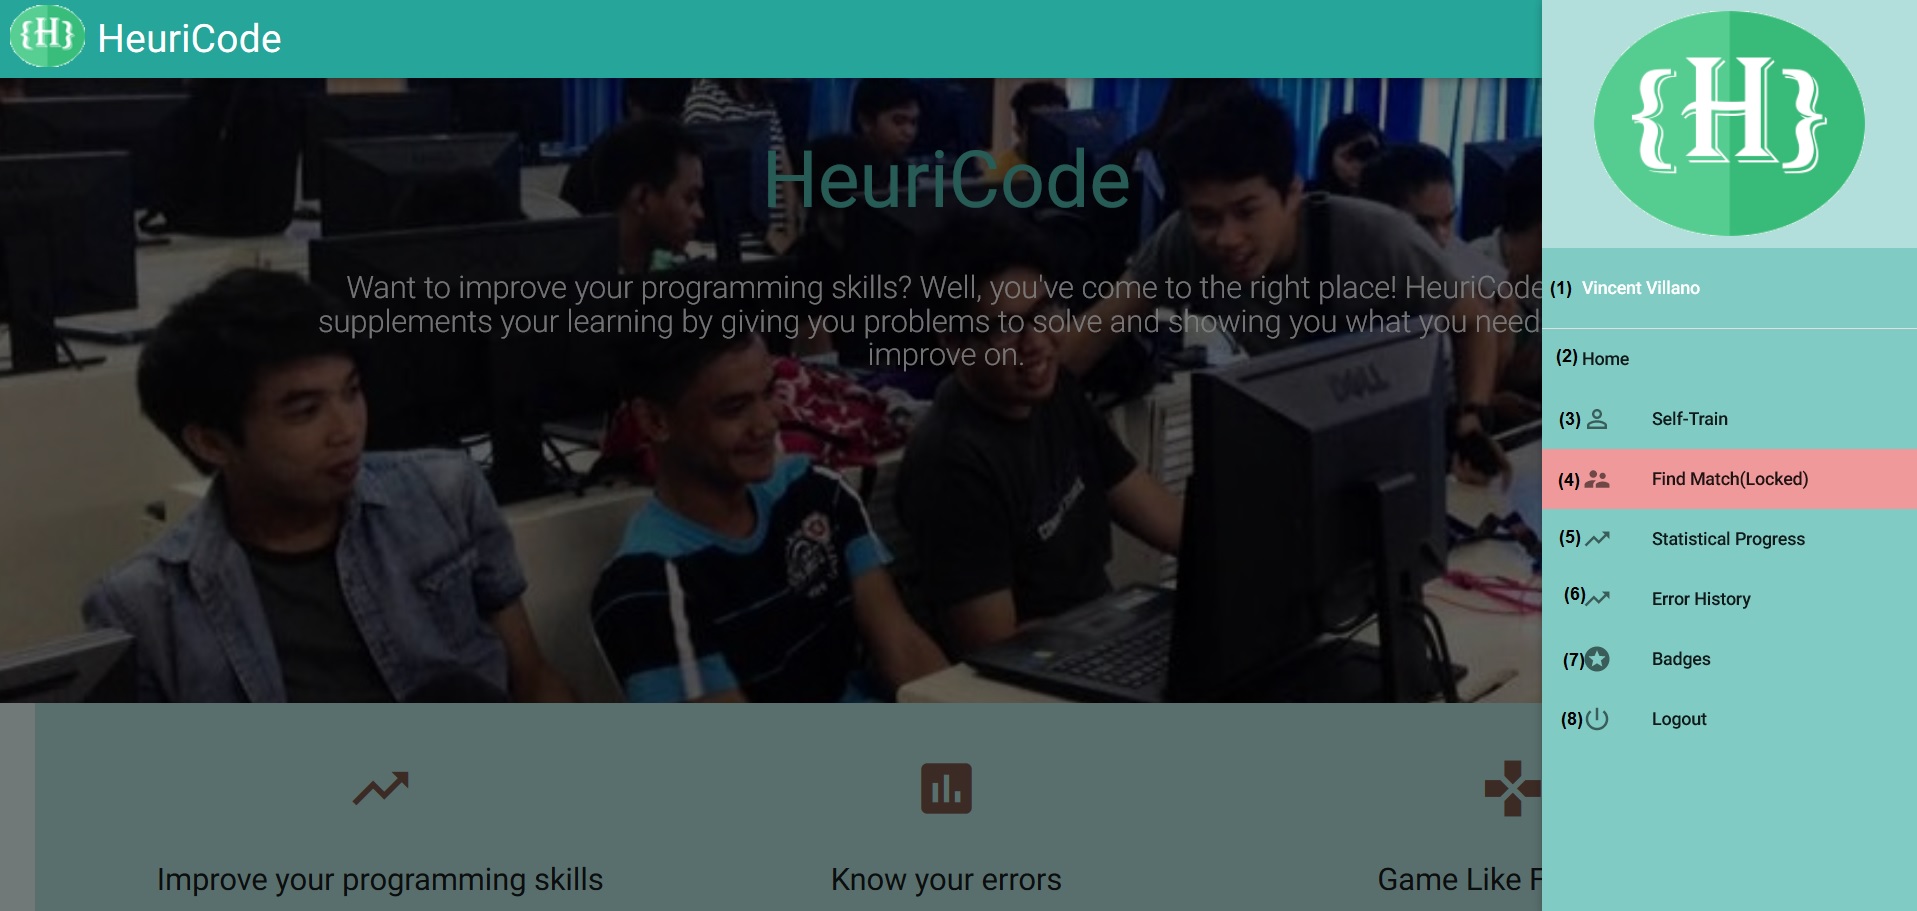 {H} HeuriCode
HeuriCode
Want to improve your programming skills? Well, you've come to the right place! HeuriCode
supplements your learning by giving you problems to solve and showing you what you need
improve on.
DELL
Improve your programming skills
Know your errors
Game Like
{H}
(1) Vincent Villano
(2) Home
(3) Self-Train
(4) Find Match(Locked)
(5) Statistical Progress
(6) Error History
(7) Badges
(8) Logout